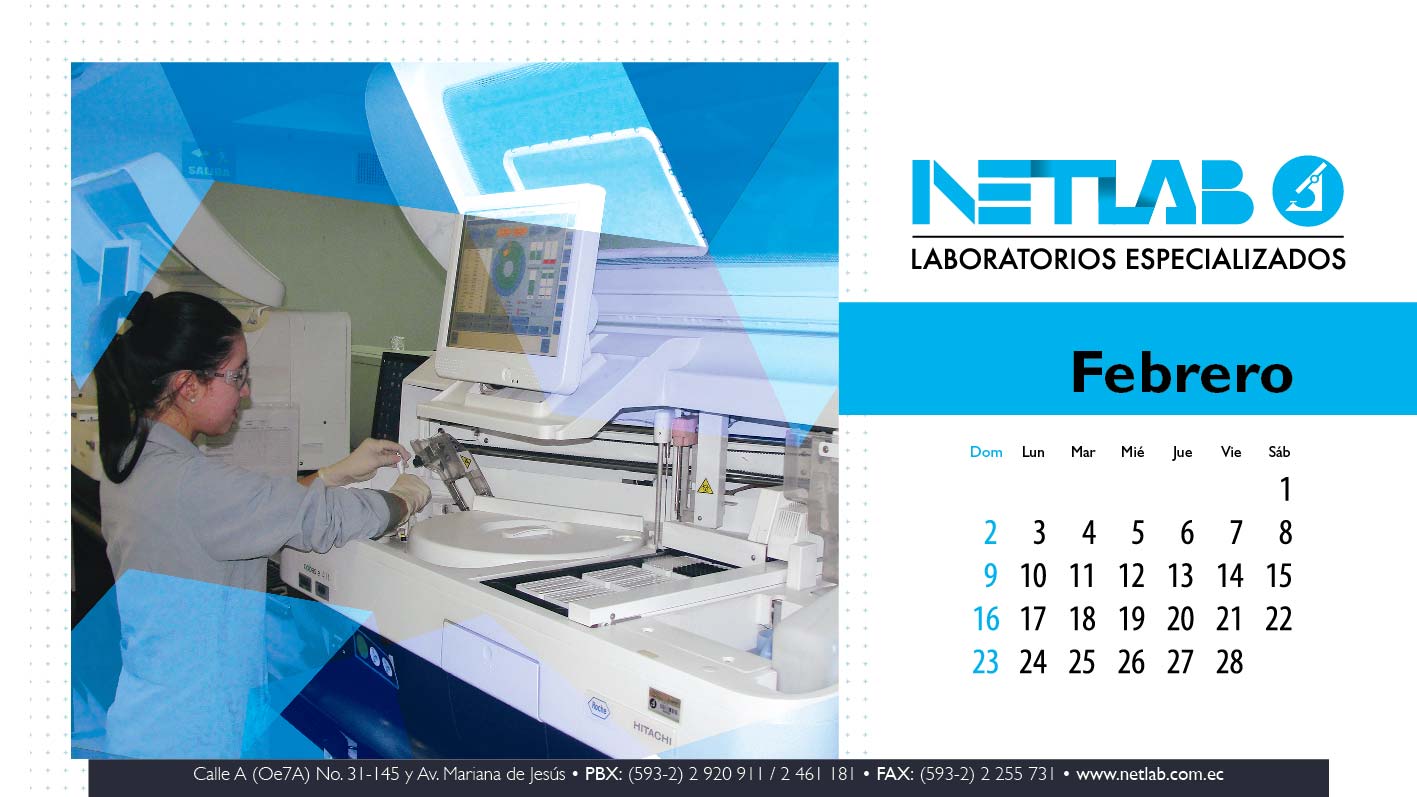 SALIDA
NETLAB
LABORATORIOS ESPECIALIZADOS
Febrero
Dom Lun Mar Mié Jue Vie Sáb
1
2 3 4 5 6 7 8
9 10 11 12 13 14 15
16 17 18 19 20 21 22
23 24 25 26 27 28
Roche
HITACHI
Calle A (Oe7A) No. 31-145 y Av. Mariana de Jesús • PBX: (593-2) 2 920 911 / 2 461 181 • FAX: (593-2) 2 255 731 • www.netlab.com.ec